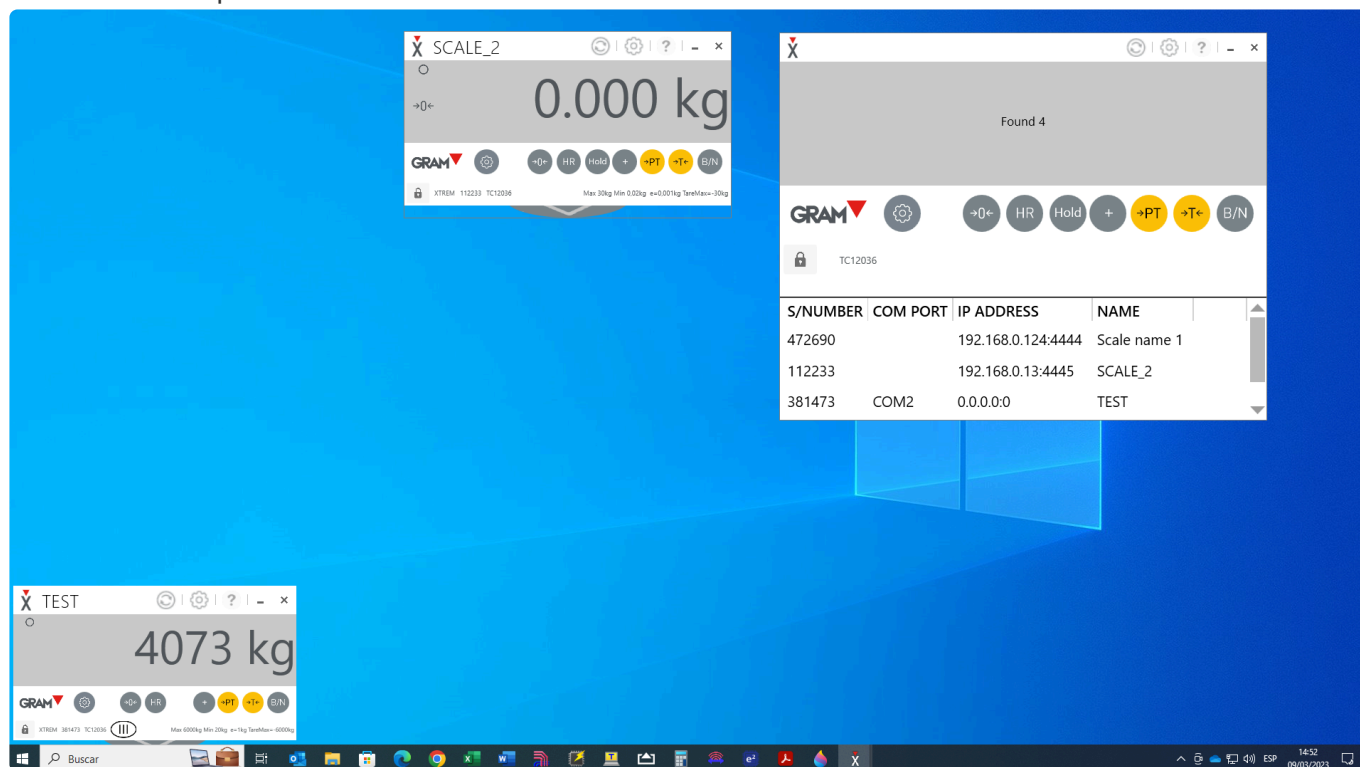 SCALE_2
? - ×
→0←
0.000 kg
GRAM
→0← HR Hold + →PT →T← B/N
XTREM 112233 TC12036 Max 30kg Min 0.02kg e=0.001kg TareMax=-30kg
? - ×
Found 4
GRAM
→0← HR Hold + →PT →T← B/N
TC12036
S/NUMBER COM PORT IP ADDRESS NAME
472690 192.168.0.124:4444 Scale name 1
112233 192.168.0.13:4445 SCALE_2
381473 COM2 0.0.0.0:0 TEST
TEST
? - ×
4073 kg
GRAM
→0← HR + →PT →T← B/N
XTREM 381473 TC12036 III Max 6000kg Min 20kg e=1kg TareMax=-6000kg
Buscar
ESP
14:52
09/03/2023